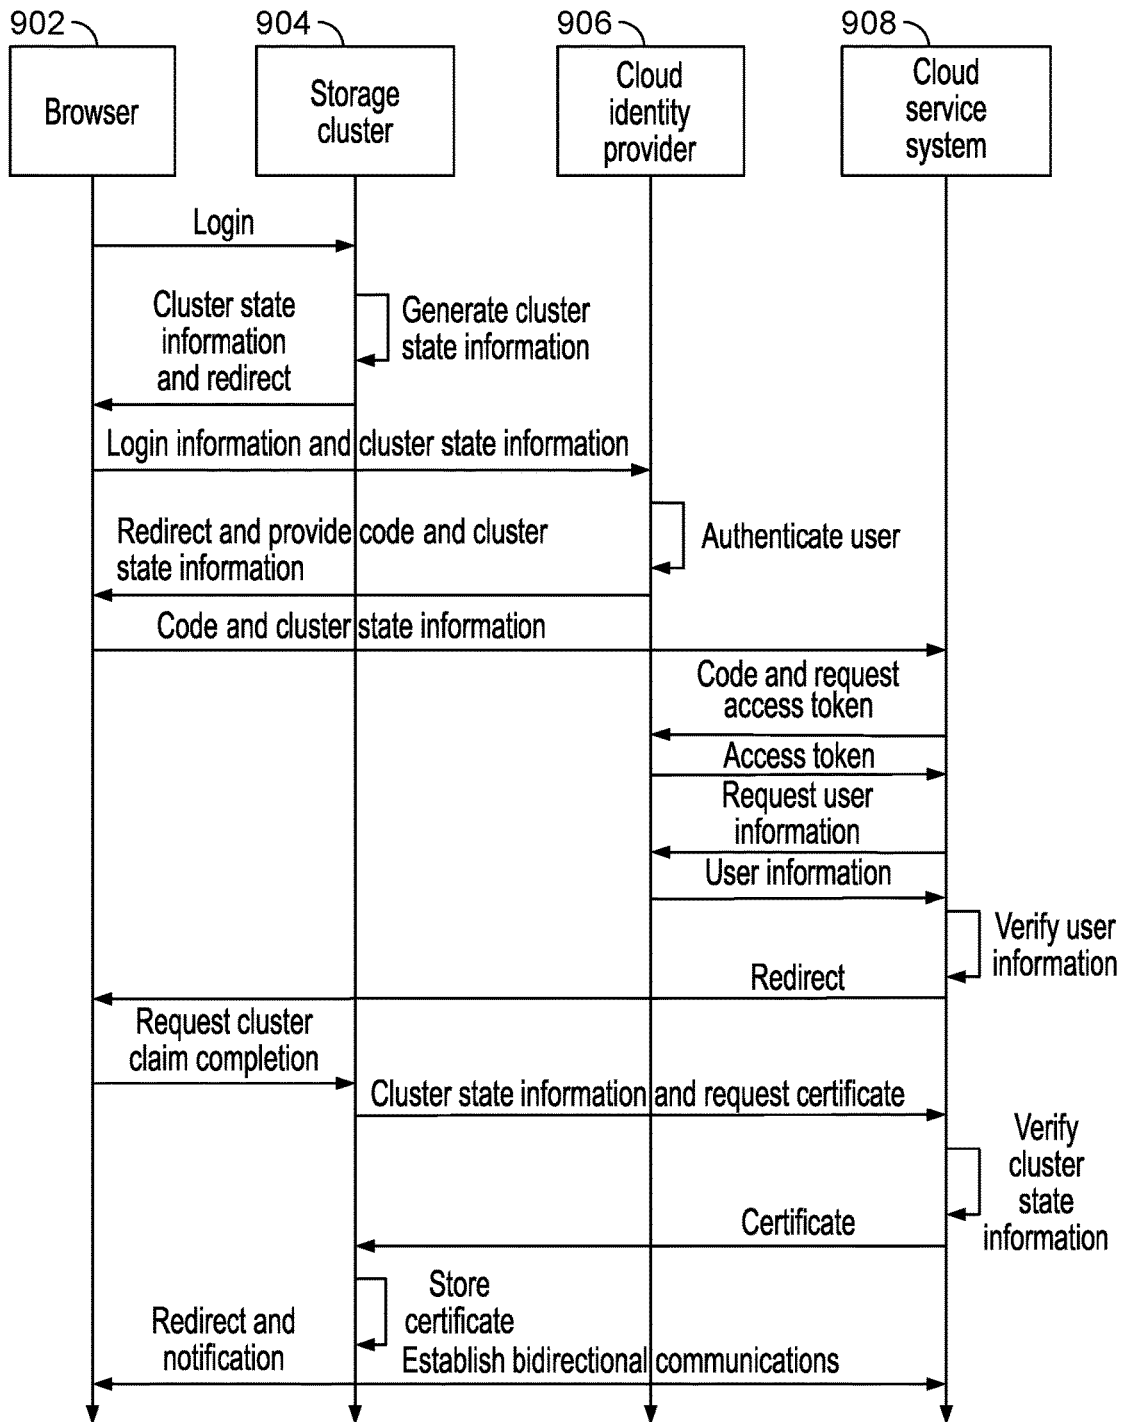 902
904
906
908
Browser
Storage
cluster
Cloud
identity
provider
Cloud
service
system
Login
Generate cluster
state information
Cluster state
information
and redirect
Login information and cluster state information
Authenticate user
Redirect and provide code and cluster
state information
Code and cluster state information
Code and request
access token
Access token
Request user
information
User information
Verify user
information
Redirect
Request cluster
claim completion
Cluster state information and request certificate
Verify
cluster
state
information
Certificate
Store
certificate
Redirect and
notification
Establish bidirectional communications